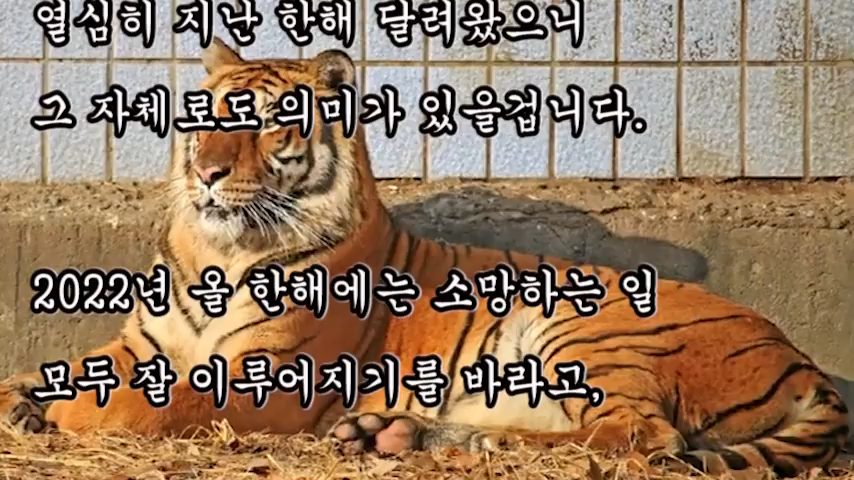 열심히 지난 한해 달려왔으니
그 자체로도 의미가 있을겁니다.
2022년 올 한해에는 소망하는 일
모두 잘 이루어지기를 바라고,